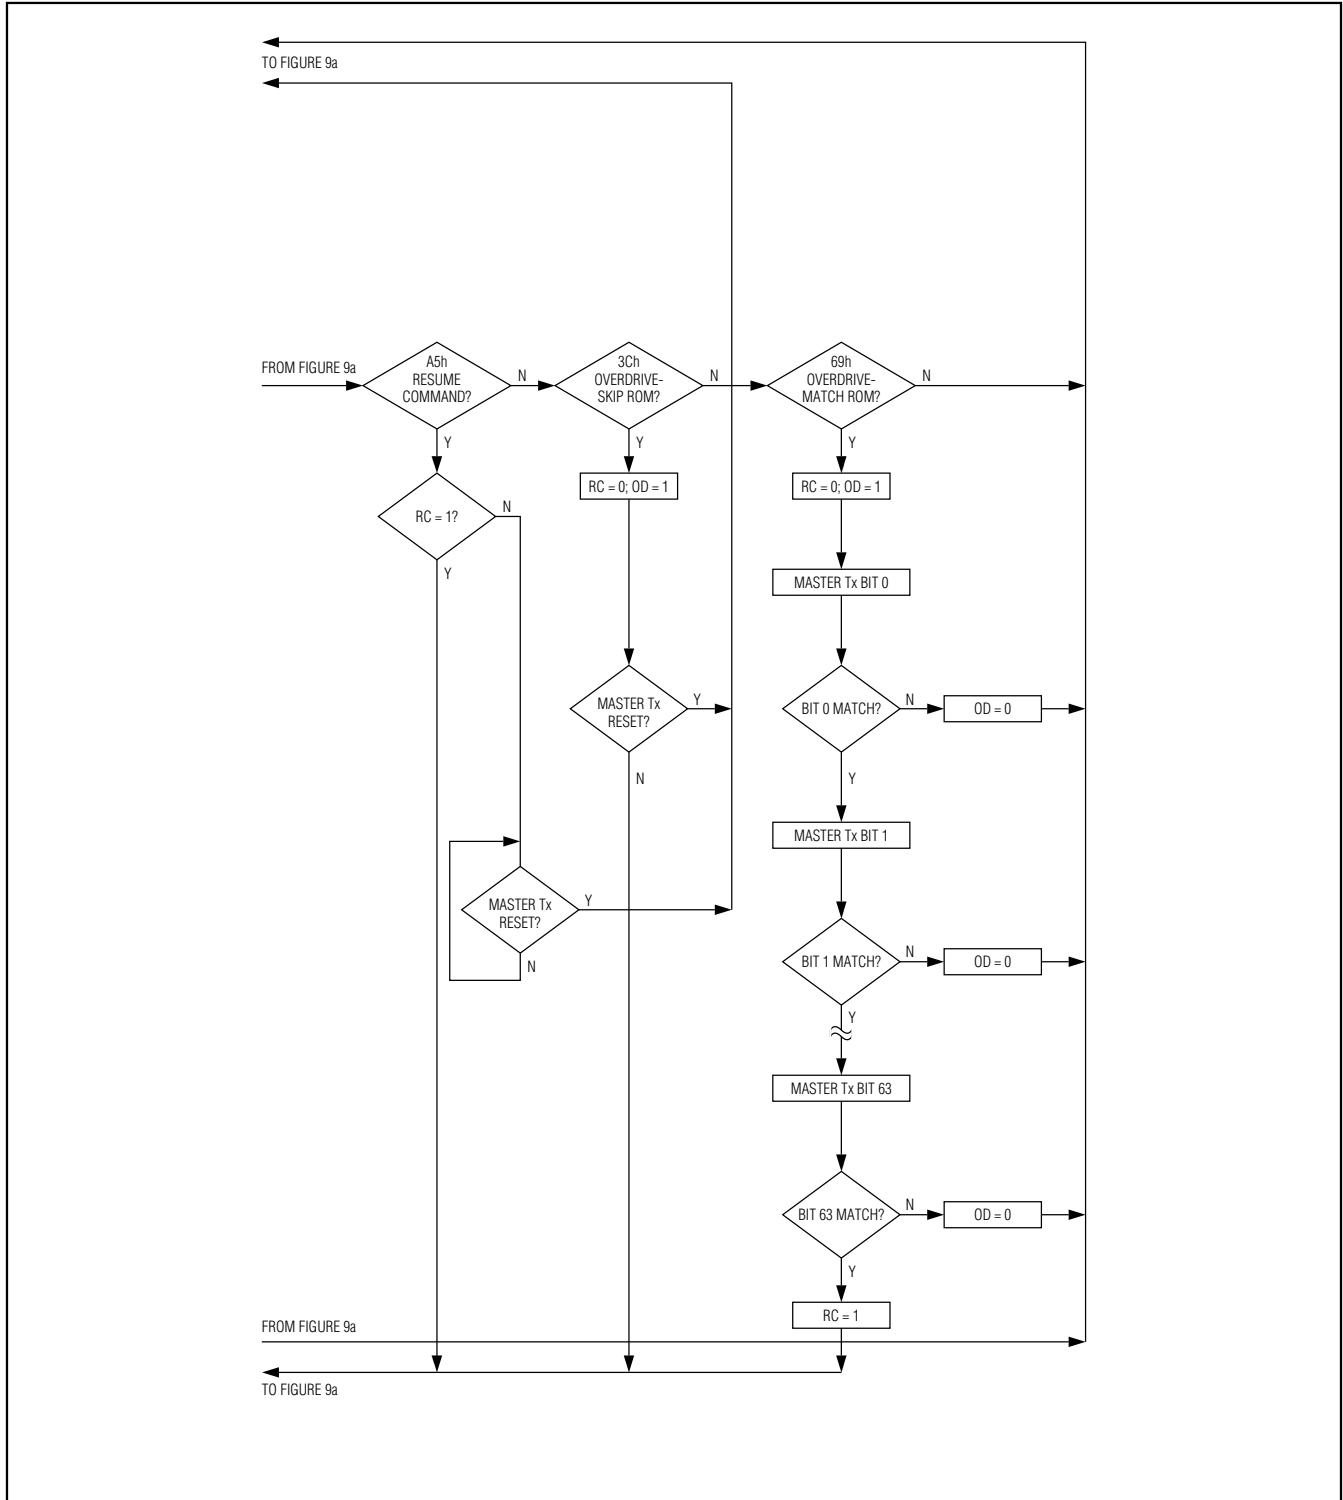 TO FIGURE 9a
FROM FIGURE 9a
A5h
RESUME
COMMAND?
N
3Ch
OVERDRIVE-
SKIP ROM?
N
69h
OVERDRIVE-
MATCH ROM?
N
Y
Y
Y
RC = 1?
N
RC = 0; OD = 1
RC = 0; OD = 1
Y
MASTER Tx BIT 0
MASTER Tx
RESET?
Y
BIT 0 MATCH?
N
OD = 0
N
Y
MASTER Tx BIT 1
MASTER Tx
RESET?
Y
N
BIT 1 MATCH?
N
OD = 0
Y
MASTER Tx BIT 63
BIT 63 MATCH?
N
OD = 0
Y
RC = 1
FROM FIGURE 9a
TO FIGURE 9a